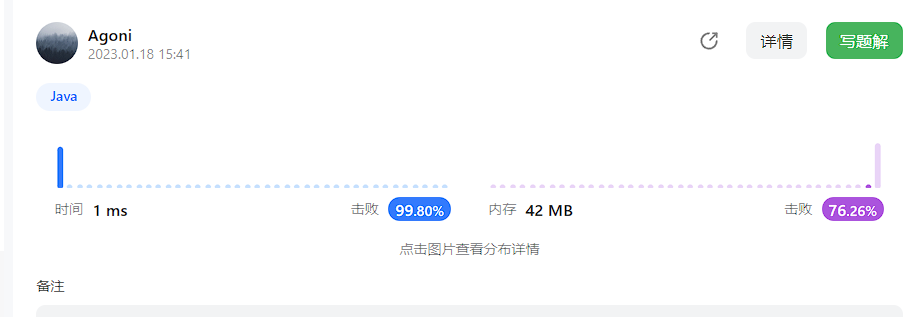 Agoni
2023.01.18 15:41
详情
写题解
Java
时间 1 ms 击败 99.80%
内存 42 MB 击败 76.26%
点击图片查看分布详情
备注